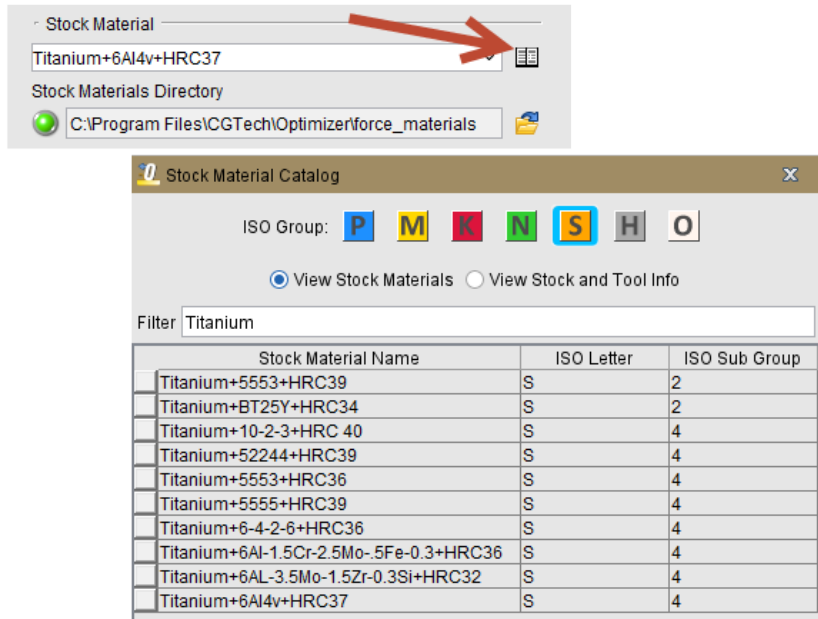 Stock Material
Titanium+6Al4v+HRC37
Stock Materials Directory
C:\Program Files\CGTech\Optimizer\force_materials
Stock Material Catalog
ISO Group: P M K N S H O
View Stock Materials View Stock and Tool Info
Filter Titanium
Stock Material Name ISO Letter ISO Sub Group
Titanium+5553+HRC39 S 2
Titanium+BT25Y+HRC34 S 2
Titanium+10-2-3+HRC 40 S 4
Titanium+52244+HRC39 S 4
Titanium+5553+HRC36 S 4
Titanium+5555+HRC39 S 4
Titanium+6-4-2-6+HRC36 S 4
Titanium+6Al-1.5Cr-2.5Mo-.5Fe-0.3+HRC36 S 4
Titanium+6AL-3.5Mo-1.5Zr-0.3Si+HRC32 S 4
Titanium+6Al4v+HRC37 S 4